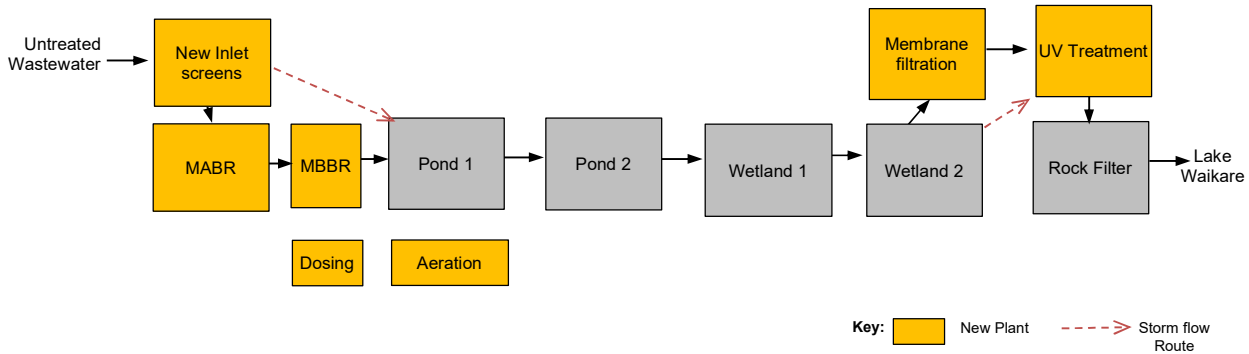 Untreated
Wastewater
New Inlet
screens
MABR
MBBR
Pond 1
Pond 2
Wetland 1
Wetland 2
Membrane
filtration
UV Treatment
Rock Filter
Lake
Waikare
Dosing
Aeration
Key:
New Plant
Storm flow
Route